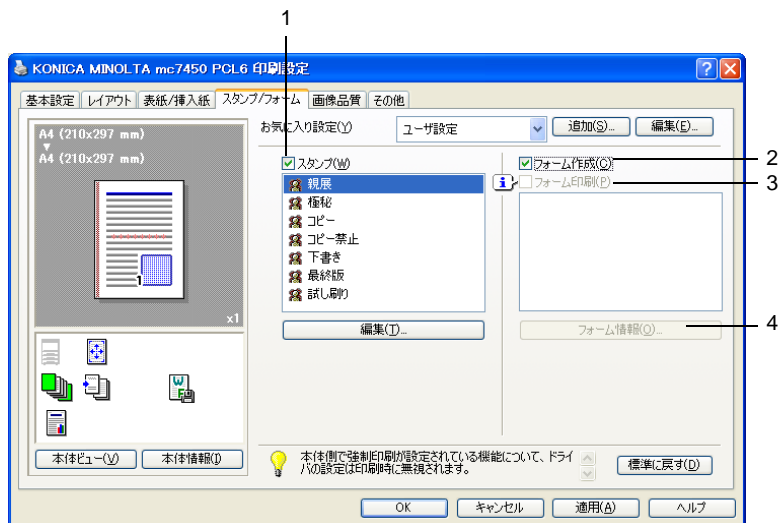 1
KONICA MINOLTA mc7450 PCL6 印刷設定
基本設定 レイアウト 表紙/挿入紙 スタンプ/フォーム 画像品質 その他
A4 (210x297 mm)
A4 (210x297 mm)
1
x1
本体ビュー(V) 本体情報(I)
お気に入り設定(Y) ユーザ設定 追加(S)... 編集(E)...
スタンプ(W)
親展
極秘
コピー
コピー禁止
下書き
最終版
試し刷り
編集(T)...
フォーム作成(C) 2
フォーム印刷(P) 3
フォーム情報(O)... 4
本体側で強制印刷が設定されている機能について、ドライ
バの設定は印刷時に無視されます。
標準に戻す(D)
OK キャンセル 適用(A) ヘルプ